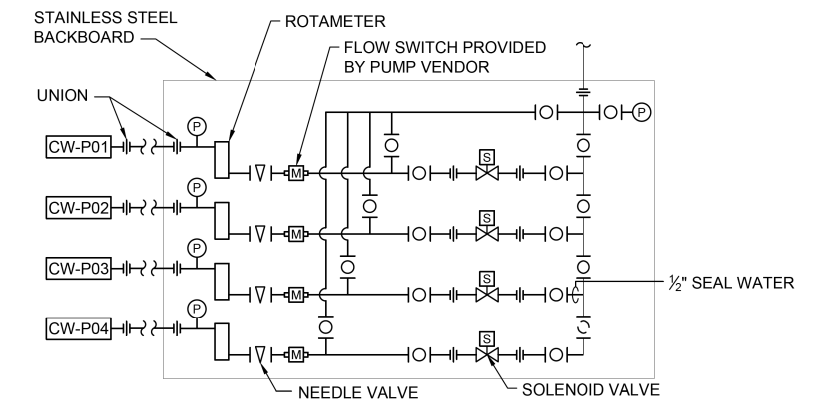 STAINLESS STEEL
BACKBOARD
ROTAMETER
FLOW SWITCH PROVIDED
BY PUMP VENDOR
UNION
P
P
CW-P01
S
M
P
CW-P02
S
M
P
CW-P03
S
M
½" SEAL WATER
P
CW-P04
S
M
NEEDLE VALVE
SOLENOID VALVE